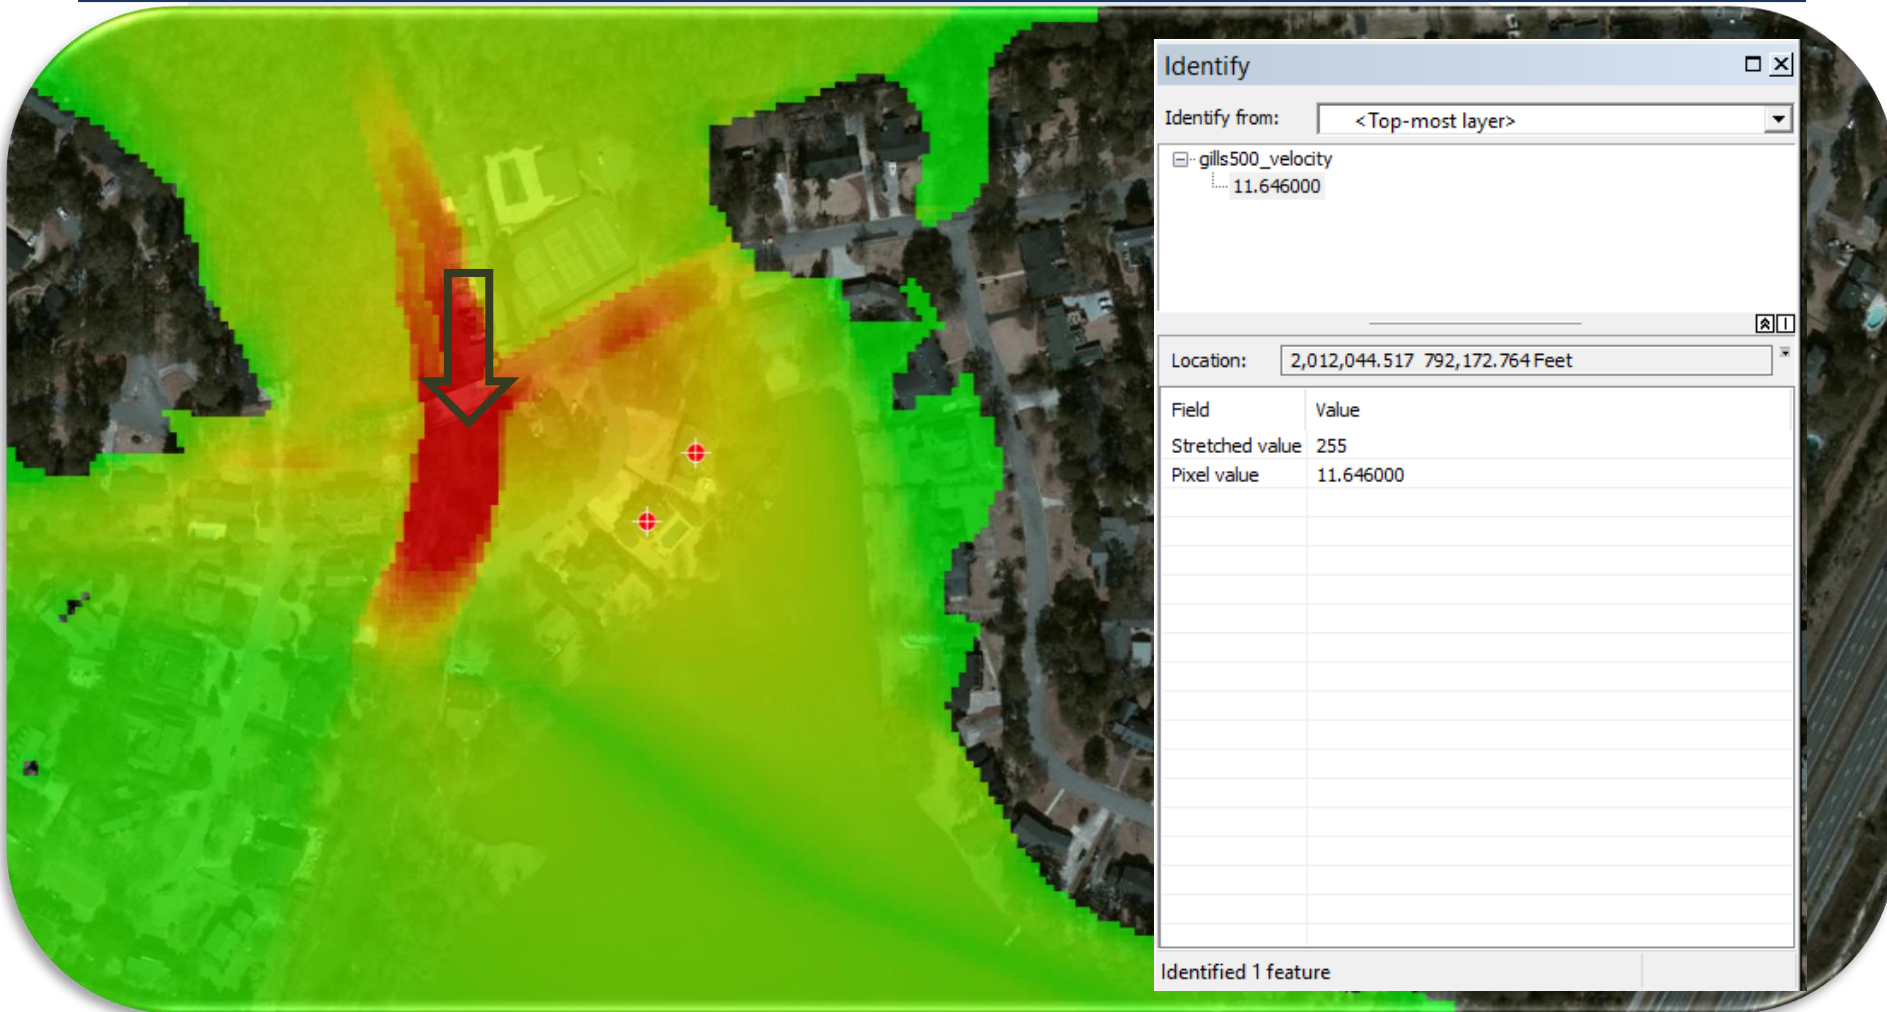 Identify
Identify from: <Top-most layer>
gills500_velocity
11.646000
Location: 2,012,044.517 792,172.764 Feet
Field Value
Stretched value 255
Pixel value 11.646000
Identified 1 feature